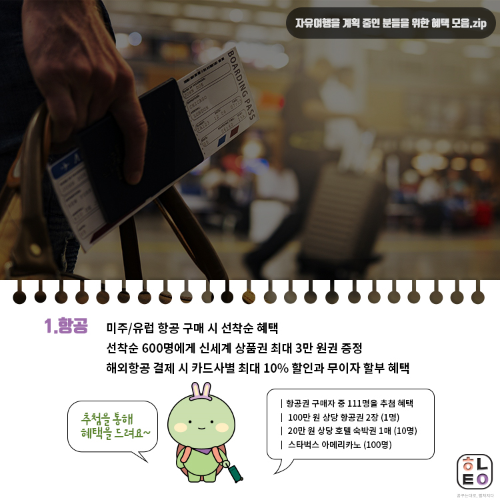 자유여행을 계획 중인 분들을 위한 혜택 모음.zip
BOARDING PASS
1.항공
미주/유럽 항공 구매 시 선착순 혜택
선착순 600명에게 신세계 상품권 최대 3만 원권 증정
해외항공 결제 시 카드사별 최대 10% 할인과 무이자 할부 혜택
추첨을 통해
혜택을 드려요~
| 항공권 구매자 중 111명을 추첨 혜택
| 100만 원 상당 항공권 2장 (1명)
| 20만 원 상당 호텔 숙박권 1매 (10명)
| 스타벅스 아메리카노 (100명)